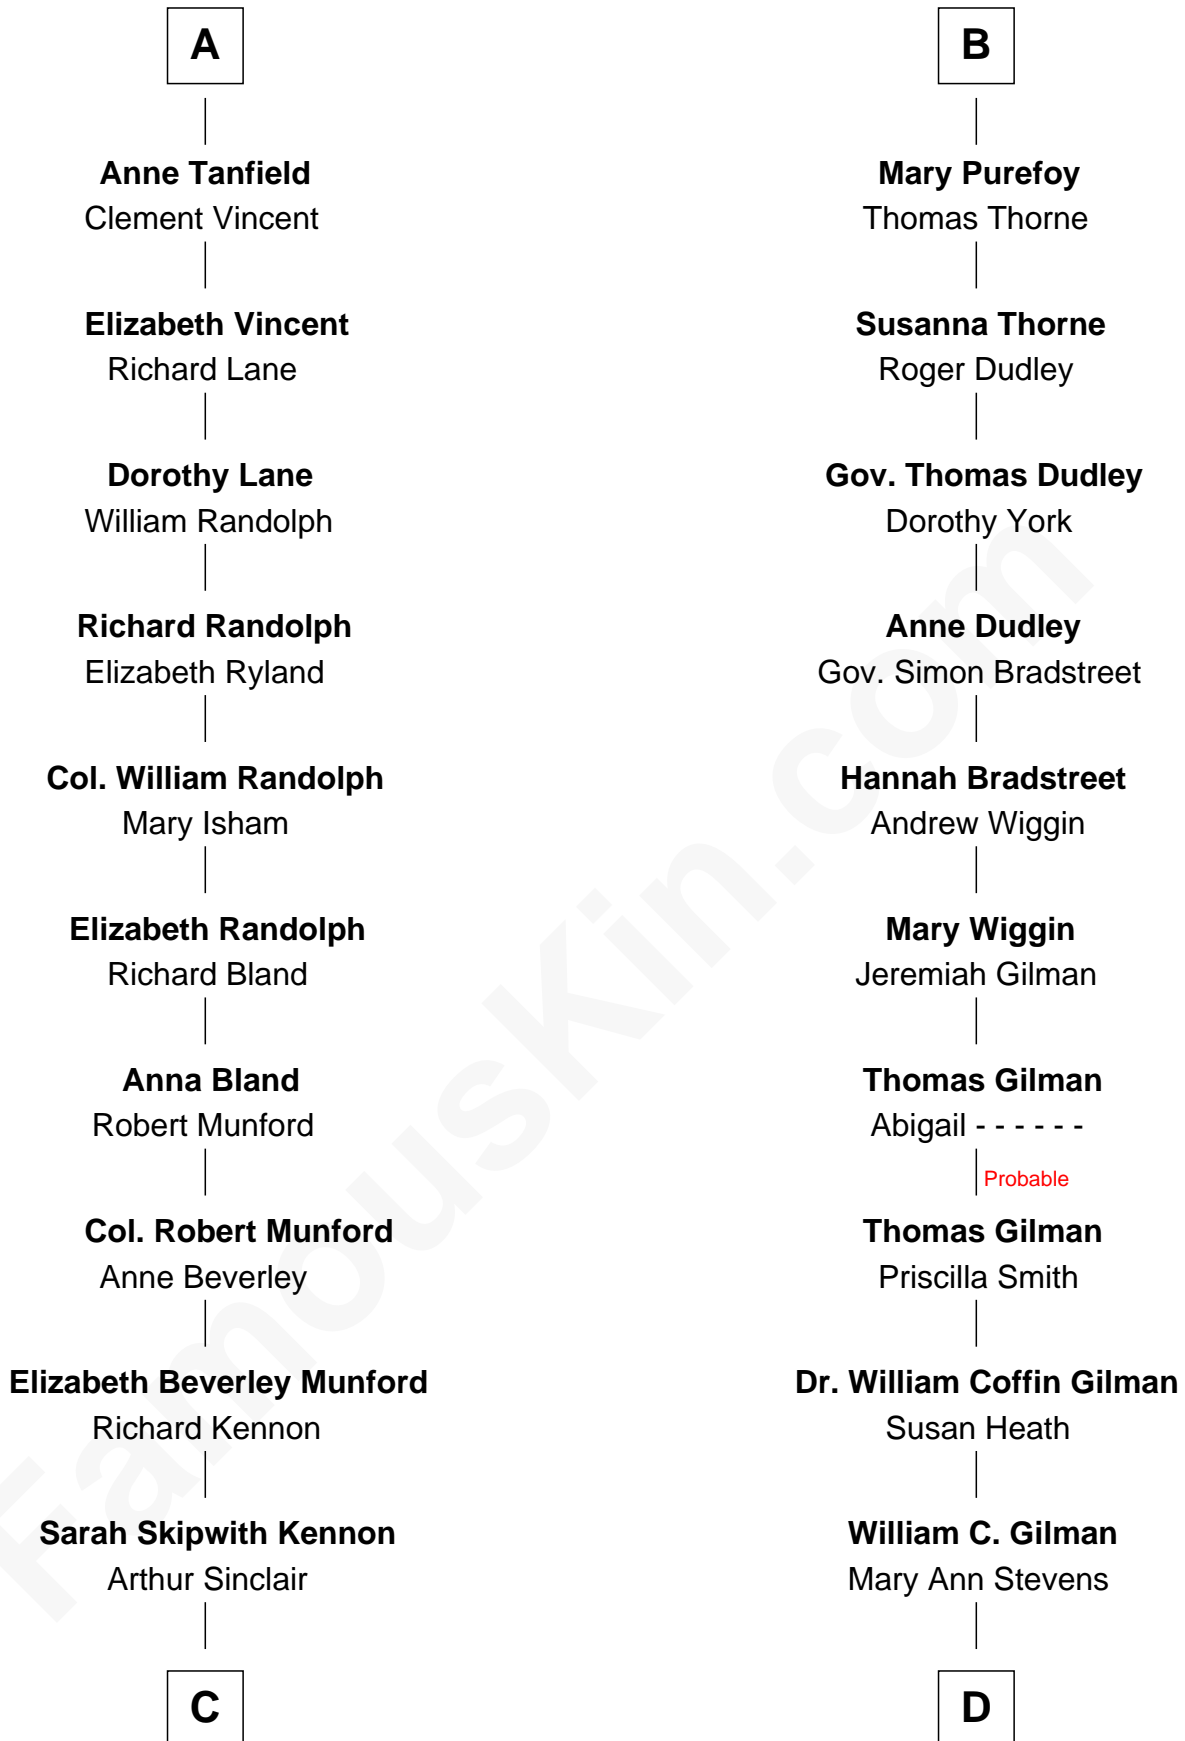 A
Anne Tanfield
Clement Vincent
Elizabeth Vincent
Richard Lane
Dorothy Lane
William Randolph
Richard Randolph
Elizabeth Ryland
Col. William Randolph
Mary Isham
Elizabeth Randolph
Richard Bland
Anna Bland
Robert Munford
Col. Robert Munford
Anne Beverley
Elizabeth Beverley Munford
Richard Kennon
Sarah Skipwith Kennon
Arthur Sinclair
C
B
Mary Purefoy
Thomas Thorne
Susanna Thorne
Roger Dudley
Gov. Thomas Dudley
Dorothy York
Anne Dudley
Gov. Simon Bradstreet
Hannah Bradstreet
Andrew Wiggin
Mary Wiggin
Jeremiah Gilman
Thomas Gilman
Abigail - - - - - -
Probable
Thomas Gilman
Priscilla Smith
Dr. William Coffin Gilman
Susan Heath
William C. Gilman
Mary Ann Stevens
D
FamousKin.com